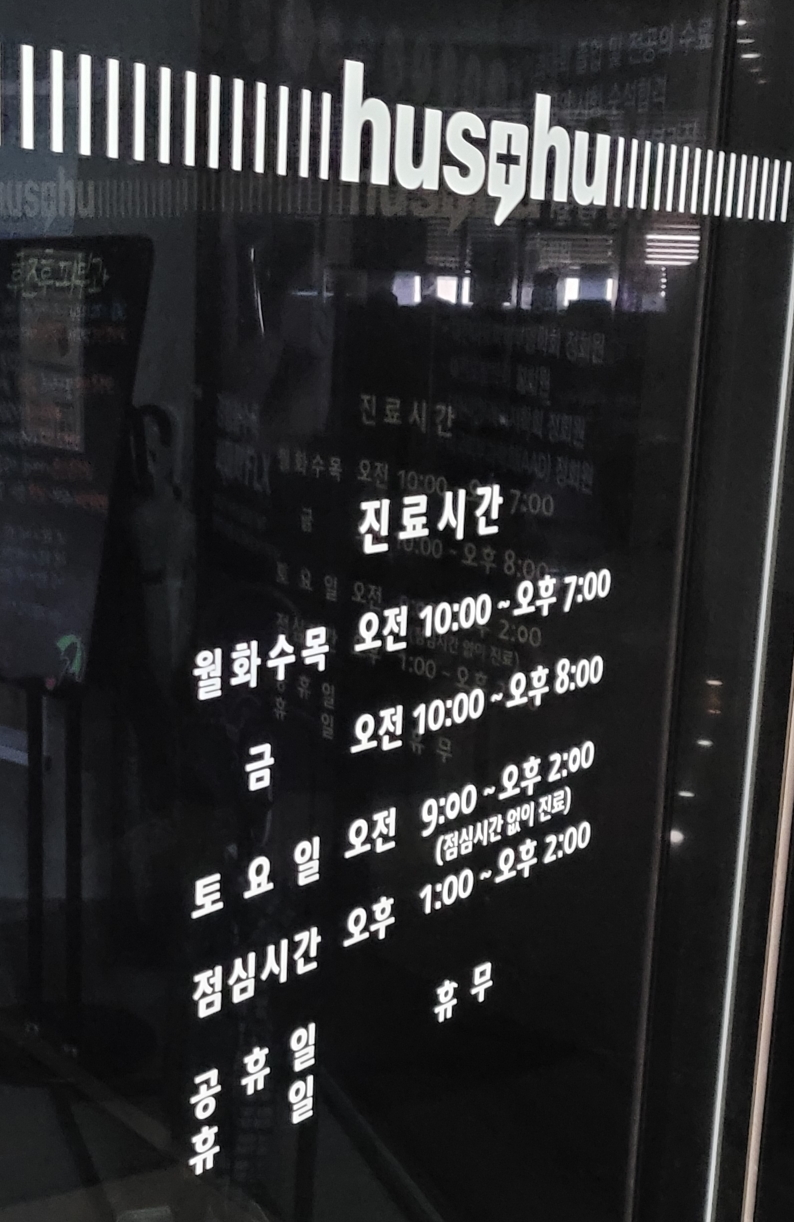 hus hu
진료시간
월화수목 오전 10:00 ~ 오후 7:00
금 오전 10:00 ~ 오후 8:00
토요일 오전 9:00 ~ 오후 2:00
(점심시간 없이 진료)
점심시간 오후 1:00 ~ 오후 2:00
공휴일
휴무
휴일